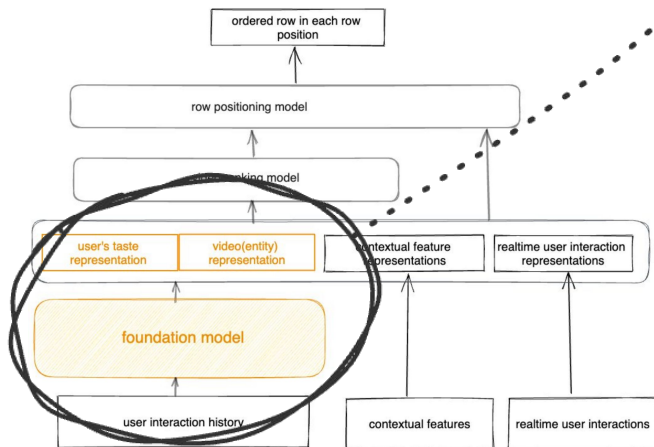 ordered row in each row
position
row positioning model
ranking model
user's taste
representation
video(entity)
representation
contextual feature
representations
realtime user interaction
representations
foundation model
user interaction history
contextual features
realtime user interactions